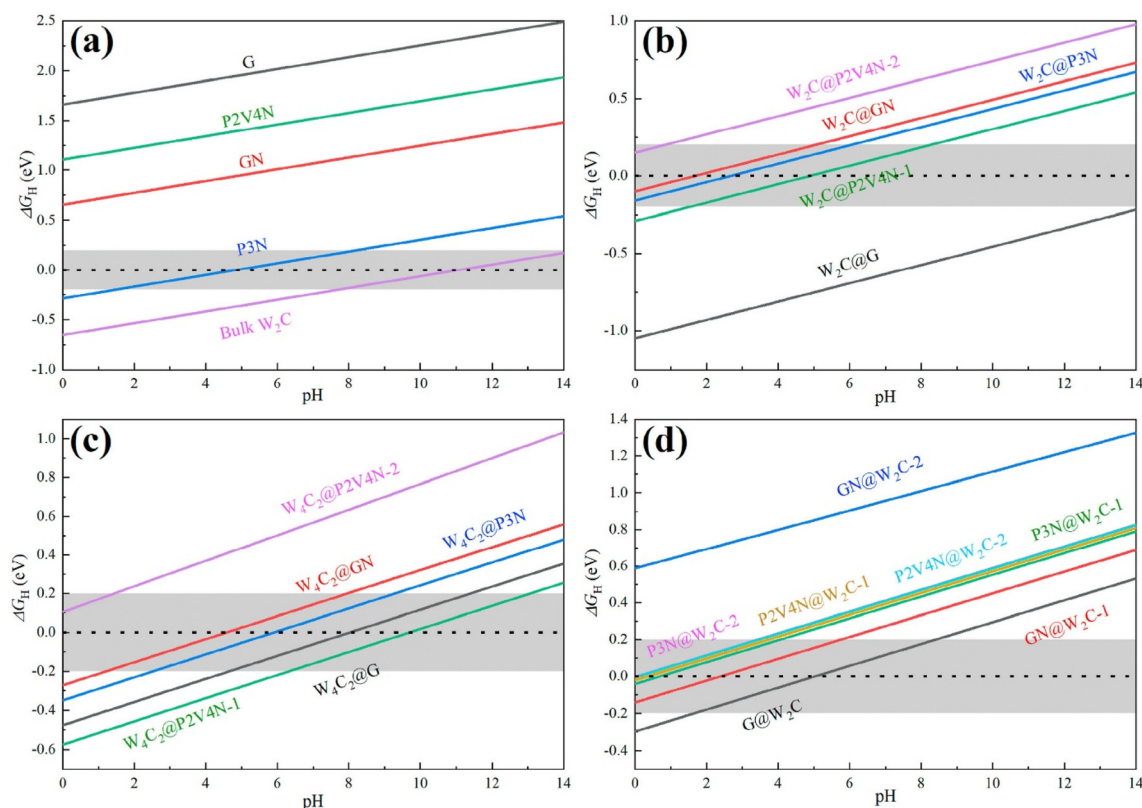 (a)
2.5
2.0
1.5
1.0
0.5
0.0
-0.5
-1.0
ΔG_H (eV)
G
P2V4N
GN
P3N
Bulk W₂C
0 2 4 6 8 10 12 14
pH
(b)
1.0
0.5
0.0
-0.5
-1.0
ΔG_H (eV)
W₂C@P2V4N-2
W₂C@P3N
W₂C@GN
W₂C@P2V4N-1
W₂C@G
0 2 4 6 8 10 12 14
pH
(c)
1.0
0.8
0.6
0.4
0.2
0.0
-0.2
-0.4
-0.6
ΔG_H (eV)
W₄C₂@P2V4N-2
W₄C₂@P3N
W₄C₂@GN
W₄C₂@G
W₄C₂@P2V4N-1
0 2 4 6 8 10 12 14
pH
(d)
1.4
1.2
1.0
0.8
0.6
0.4
0.2
0.0
-0.2
-0.4
ΔG_H (eV)
GN@W₂C-2
P3N@W₂C-1
P2V4N@W₂C-2
P2V4N@W₂C-1
P3N@W₂C-2
GN@W₂C-1
G@W₂C
0 2 4 6 8 10 12 14
pH